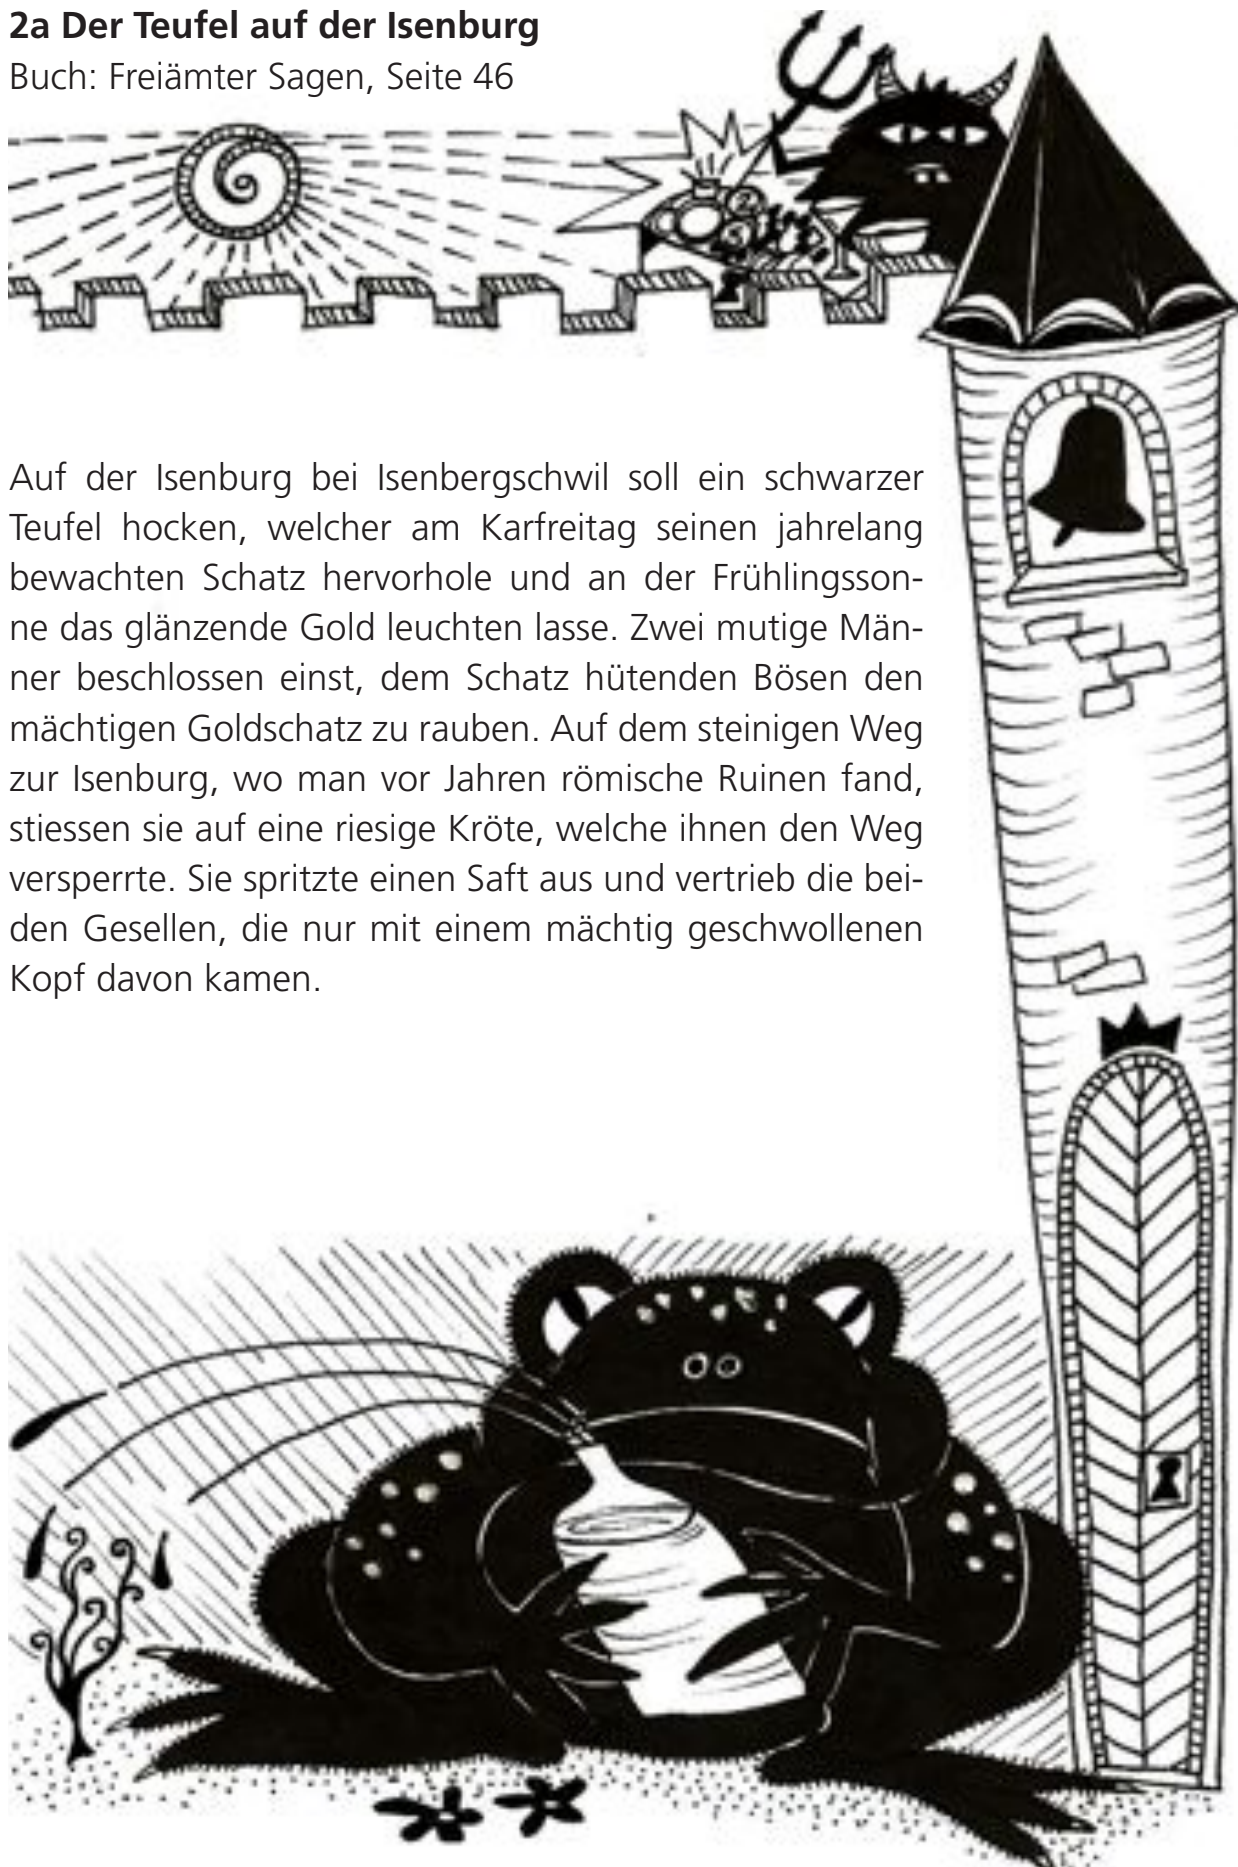 2a Der Teufel auf der Isenburg
Buch: Freiämter Sagen, Seite 46
Auf der Isenburg bei Isenbergschwil soll ein schwarzer
Teufel hocken, welcher am Karfreitag seinen jahrelang
bewachten Schatz hervorhole und an der Frühlingsson-
ne das glänzende Gold leuchten lasse. Zwei mutige Män-
ner beschlossen einst, dem Schatz hütenden Bösen den
mächtigen Goldschatz zu rauben. Auf dem steinigen Weg
zur Isenburg, wo man vor Jahren römische Ruinen fand,
stiessen sie auf eine riesige Kröte, welche ihnen den Weg
versperrte. Sie spritzte einen Saft aus und vertrieb die bei-
den Gesellen, die nur mit einem mächtig geschwollenen
Kopf davon kamen.